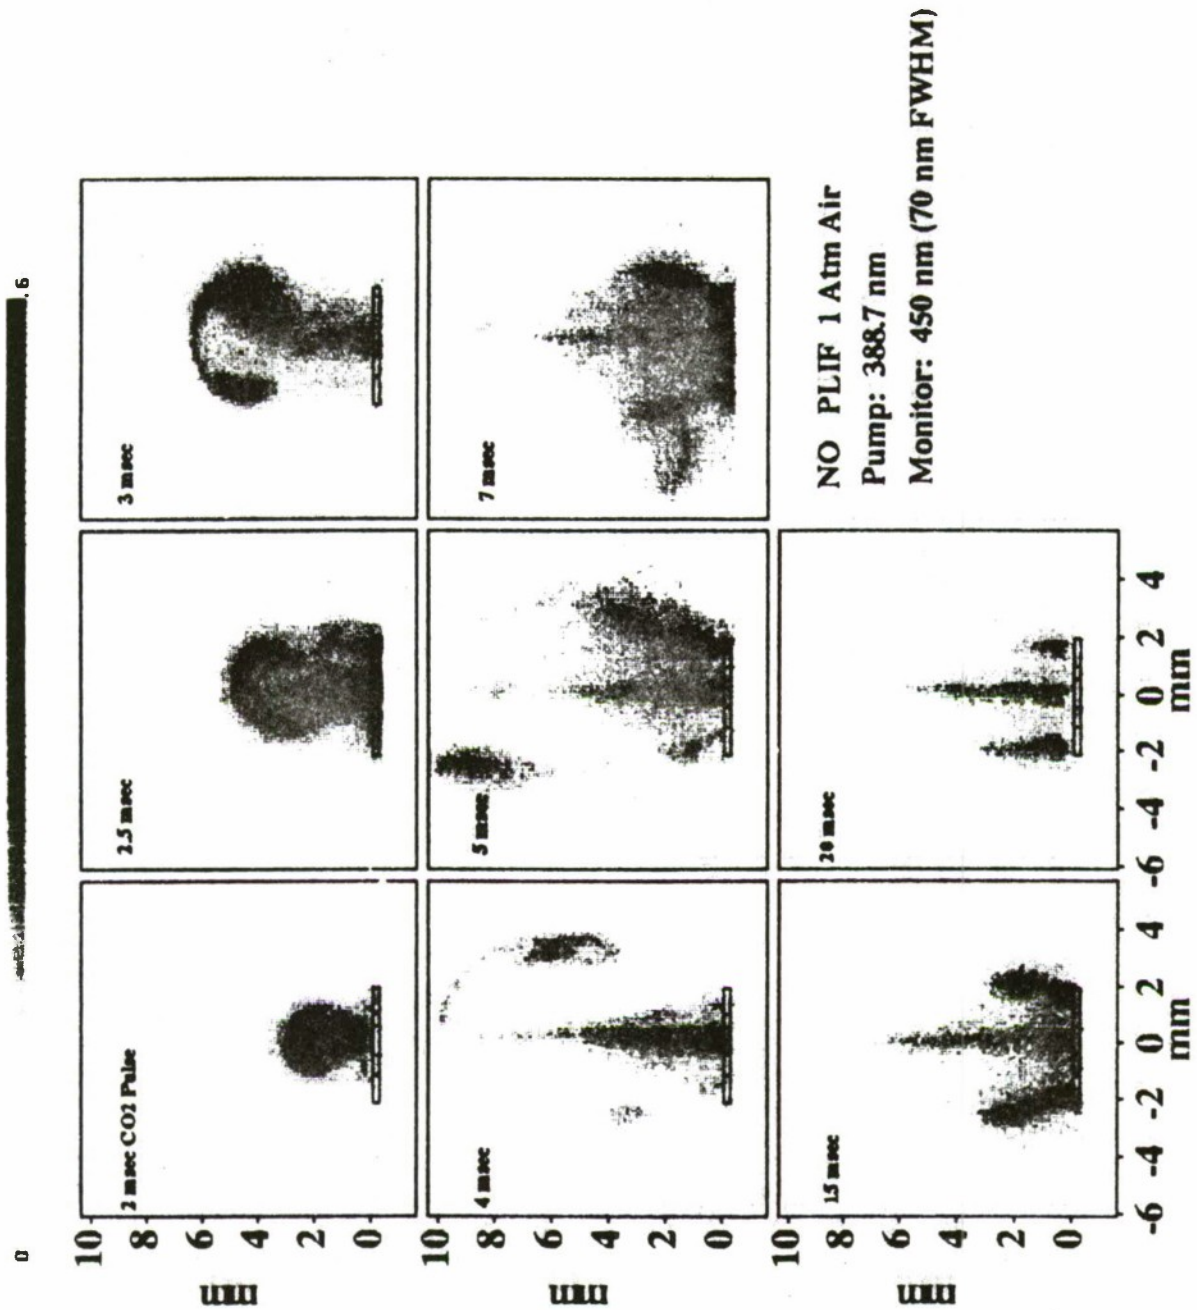 0
.6
2 msec CO2 Pulse
2.5 msec
3 msec
10
8
6
4
2
0
mm
4 msec
5 msec
7 msec
10
8
6
4
2
0
mm
15 msec
20 msec
10
8
6
4
2
0
mm
-6 -4 -2 0 2 4
mm
-6 -4 -2 0 2 4
mm
NO PLIF 1 Atm Air
Pump: 388.7 nm
Monitor: 450 nm (70 nm FWHM)